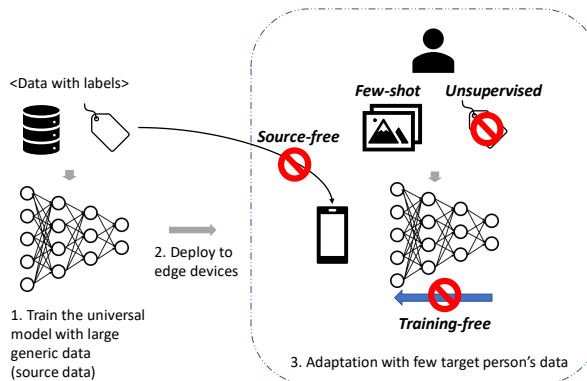 <Data with labels>
Few-shot
Unsupervised
Source-free
2. Deploy to
edge devices
1. Train the universal
model with large
generic data
(source data)
Training-free
3. Adaptation with few target person's data